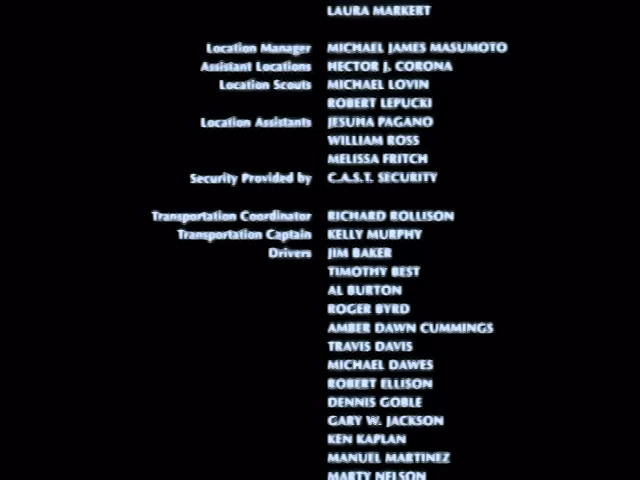 LAURA MARKERT
Location Manager MICHAEL JAMES MASUMOTO
Assistant Locations HECTOR J. CORONA
Location Scouts MICHAEL LOVIN
ROBERT LEPUCKI
Location Assistants JESUHA PAGANO
WILLIAM ROSS
MELISSA FRITCH
Security Provided by C.A.S.T. SECURITY
Transportation Coordinator RICHARD ROLLISON
Transportation Captain KELLY MURPHY
Drivers JIM BAKER
TIMOTHY BEST
AL BURTON
ROGER BYRD
AMBER DAWN CUMMINGS
TRAVIS DAVIS
MICHAEL DAWES
ROBERT ELLISON
DENNIS GOBLE
GARY W. JACKSON
KEN KAPLAN
MANUEL MARTINEZ
MARTY NELSON